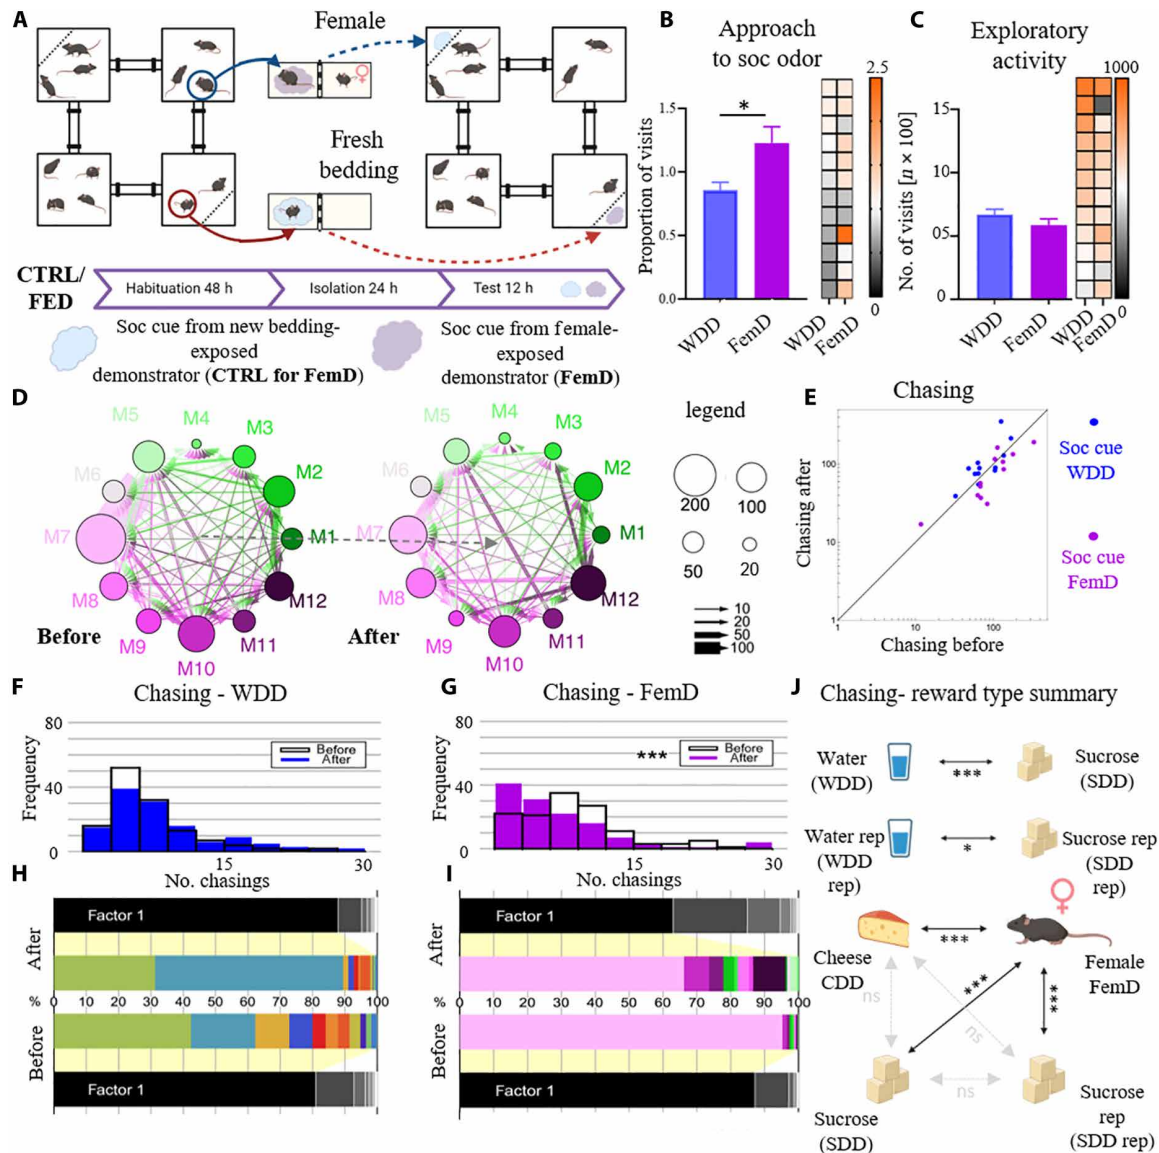 A
Female
Fresh
bedding
CTRL/
FED
Habituation 48 h
Isolation 24 h
Test 12 h
Soc cue from new bedding-
exposed
demonstrator (CTRL for FemD)
Soc cue from female-
exposed
demonstrator (FemD)
B
Approach
to soc odor
2.5
Proportion of visits
1.5
*
1.0
0.5
0.0
0
WDD
FemD
WDD
FemD
C
Exploratory
activity
1000
No. of visits [n × 100]
15
10
05
0
0
WDD
FemD
WDD
FemD
D
M5
M4
M3
M6
M2
M7
M1
M8
M12
Before
M9
M11
M10
M5
M4
M3
M6
M2
M7
M1
M8
M12
After
M9
M11
M10
legend
200
100
50
20
10
20
50
100
E
Chasing
Chasing after
100
10
1
1
10
100
Chasing before
Soc cue
WDD
Soc cue
FemD
F
Chasing - WDD
Frequency
80
40
0
Before
After
15
30
No. chasings
G
Chasing - FemD
Frequency
80
40
0
***
Before
After
15
30
No. chasings
H
After
Factor 1
% 0 10 20 30 40 50 60 70 80 90 100
Before
Factor 1
I
After
Factor 1
% 0 10 20 30 40 50 60 70 80 90 100
Before
Factor 1
J
Chasing- reward type summary
Water
(WDD)
***
Sucrose
(SDD)
Water rep
(WDD
rep)
*
Sucrose rep
(SDD
rep)
***
Cheese
CDD
Female
FemD
***
***
ns
ns
ns
Sucrose
(SDD)
Sucrose
rep
(SDD rep)